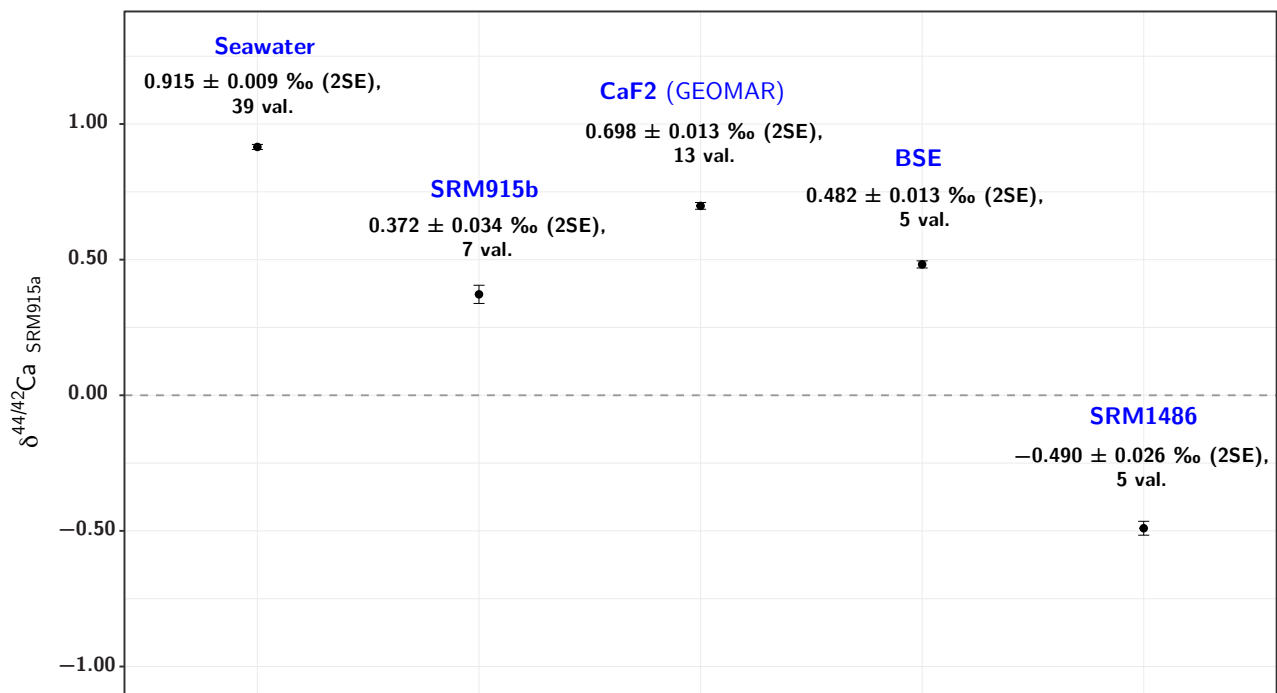 Seawater
0.915 ± 0.009 ‰ (2SE),
39 val.
CaF2 (GEOMAR)
0.698 ± 0.013 ‰ (2SE),
13 val.
BSE
0.482 ± 0.013 ‰ (2SE),
5 val.
SRM915b
0.372 ± 0.034 ‰ (2SE),
7 val.
SRM1486
−0.490 ± 0.026 ‰ (2SE),
5 val.
1.00
0.50
0.00
−0.50
−1.00
δ44/42Ca SRM915a